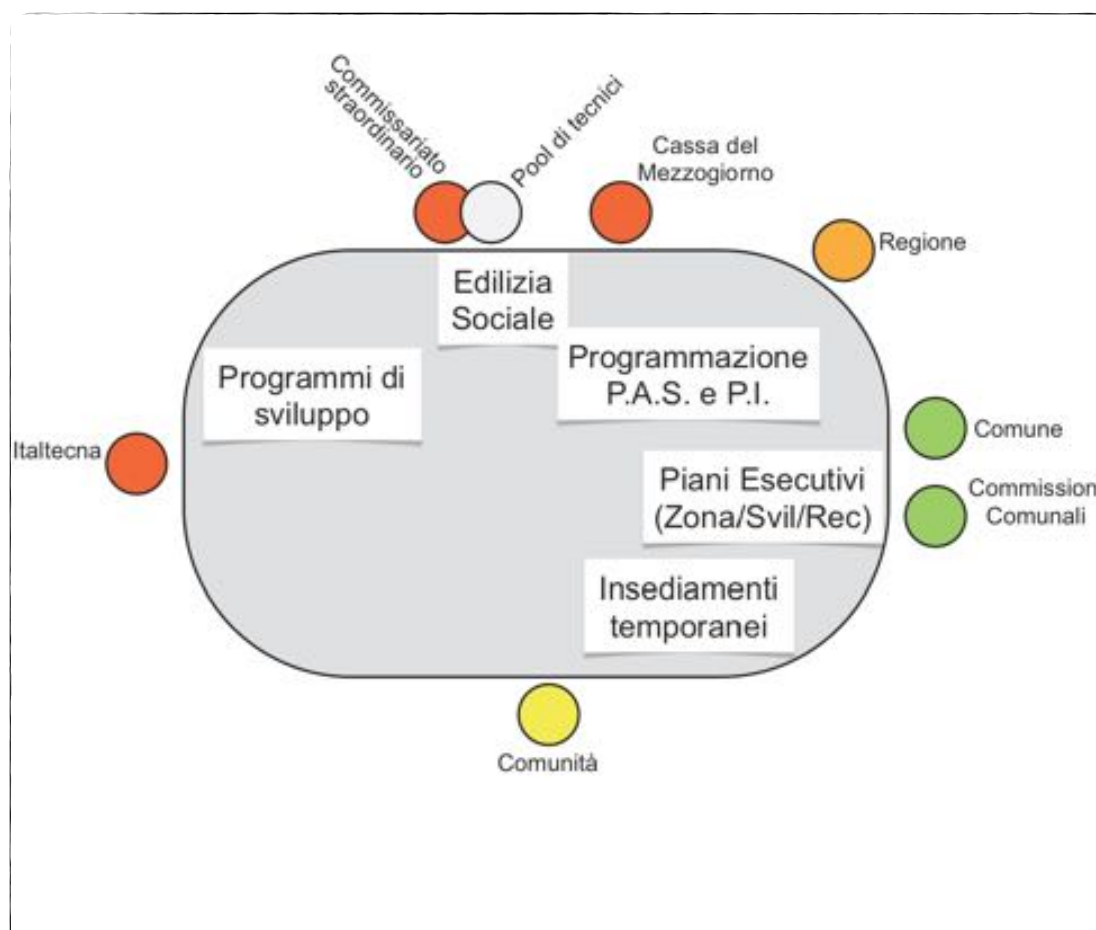 Commissariato
straordinario
Pool di tecnici
Cassa del
Mezzogiorno
Regione
Edilizia
Sociale
Programmazione
P.A.S. e P.I.
Programmi di
sviluppo
Italtecna
Comune
Piani Esecutivi
(Zona/Svil/Rec)
Commission
Comunali
Insediamenti
temporanei
Comunità